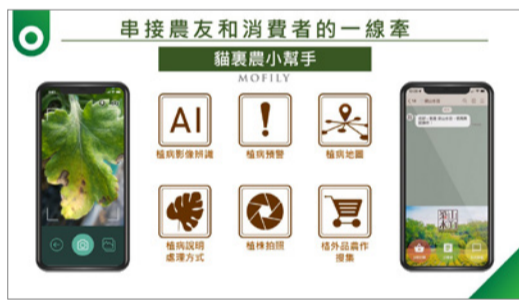 串接農友和消費者的一線牽
貓裏農小幫手
MOFILY
AI
植病影像辨識
植病預警
植病地圖
植病說明
處理方式
植株拍照
格外品農作
搜集